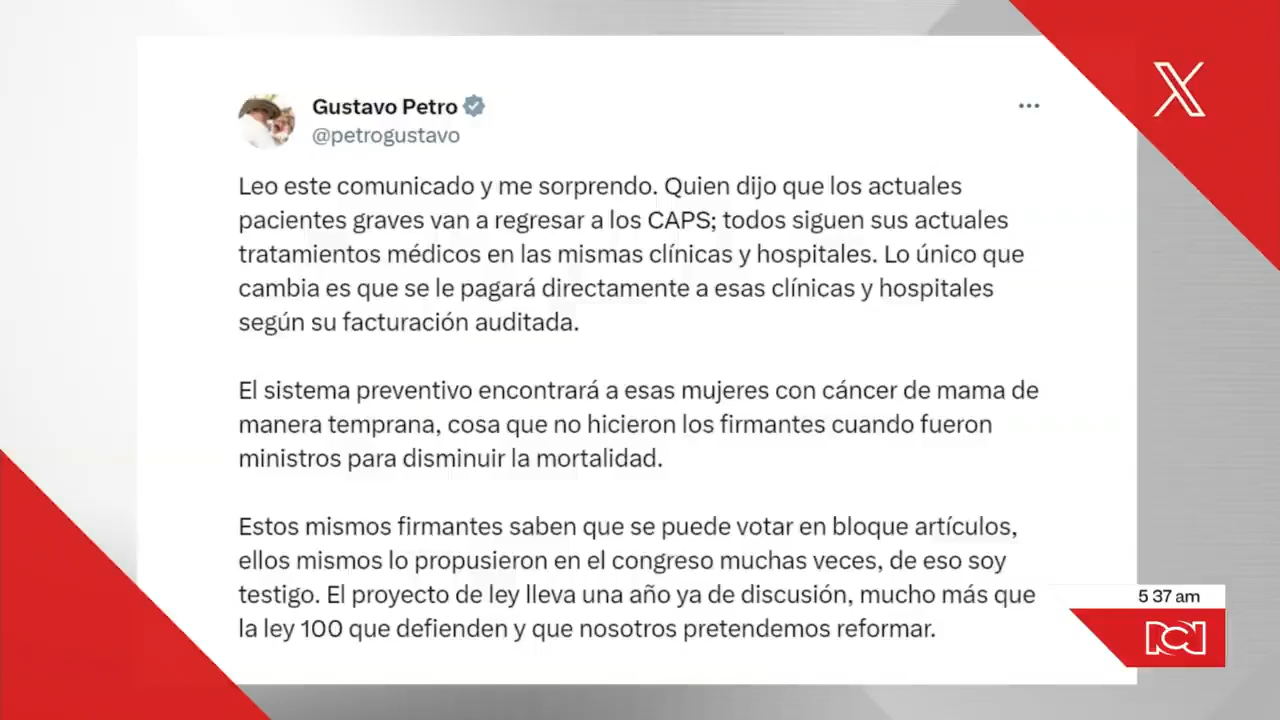 Gustavo Petro
@petrogustavo
Leo este comunicado y me sorprendo. Quien dijo que los actuales
pacientes graves van a regresar a los CAPS; todos siguen sus actuales
tratamientos médicos en las mismas clínicas y hospitales. Lo único que
cambia es que se le pagará directamente a esas clínicas y hospitales
según su facturación auditada.
El sistema preventivo encontrará a esas mujeres con cáncer de mama de
manera temprana, cosa que no hicieron los firmantes cuando fueron
ministros para disminuir la mortalidad.
Estos mismos firmantes saben que se puede votar en bloque artículos,
ellos mismos lo propusieron en el congreso muchas veces, de eso soy
testigo. El proyecto de ley lleva una año ya de discusión, mucho más que
la ley 100 que defienden y que nosotros pretendemos reformar.
5 37 am
RCN